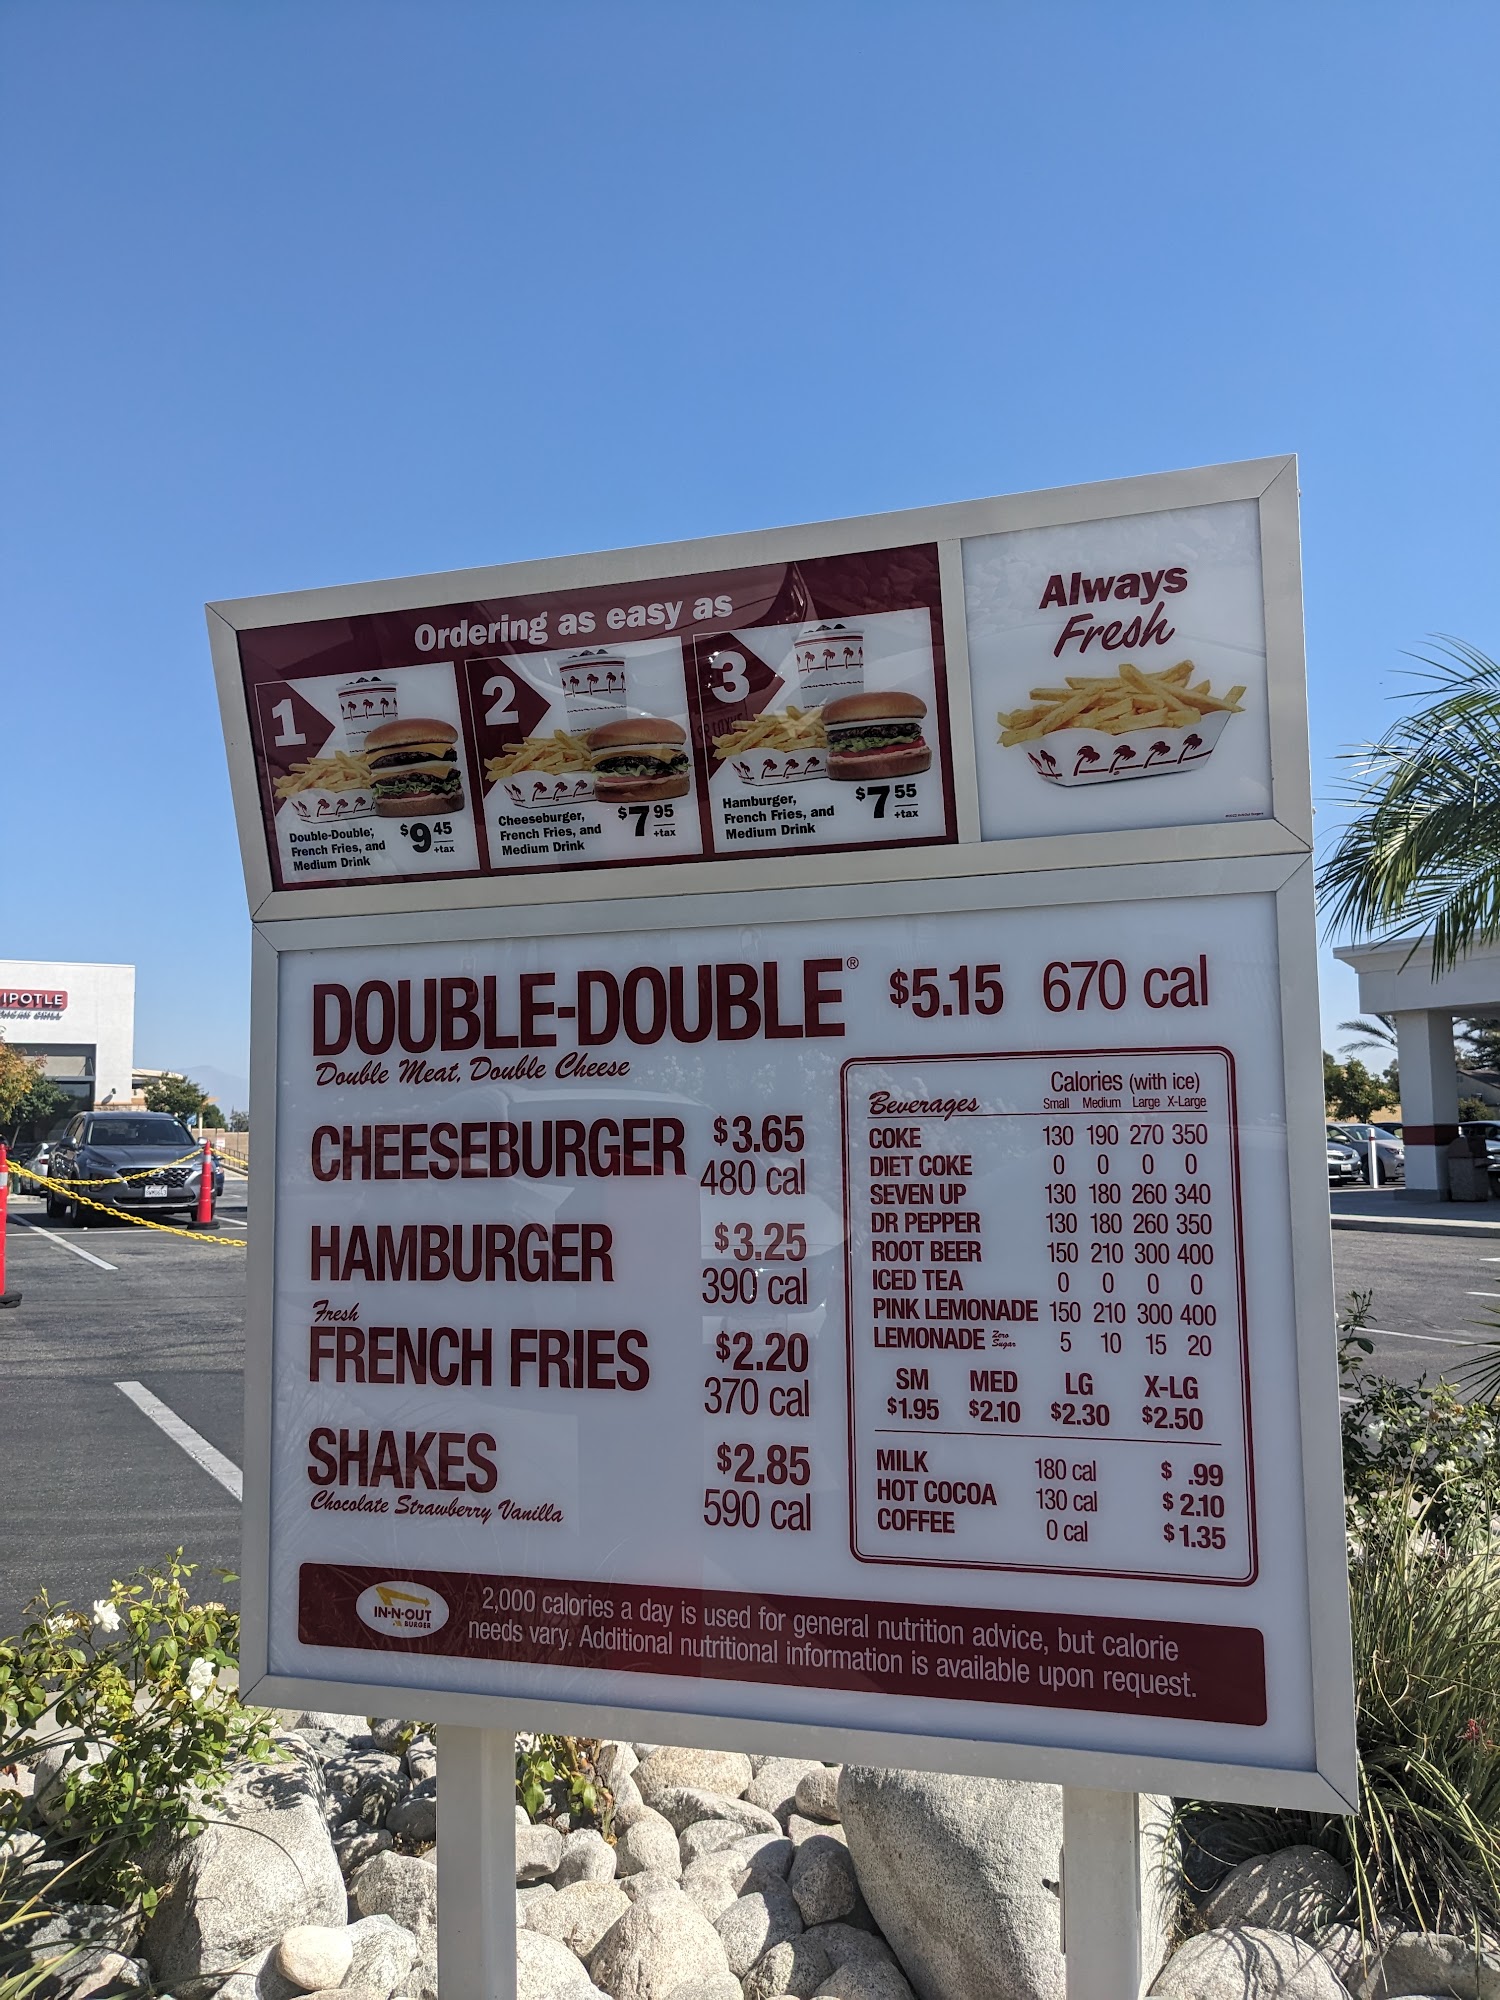 Ordering as easy as
1
Double-Double,
French Fries, and
Medium Drink
$9 45
+tax
2
Cheeseburger,
French Fries, and
Medium Drink
$7 95
+tax
3
Hamburger,
French Fries, and
Medium Drink
$7 55
+tax
Always
Fresh
DOUBLE-DOUBLE® $5.15 670 cal
Double Meat, Double Cheese
CHEESEBURGER $3.65
480 cal
HAMBURGER $3.25
390 cal
Fresh
FRENCH FRIES $2.20
370 cal
SHAKES $2.85
Chocolate Strawberry Vanilla 590 cal
Calories (with ice)
Beverages Small Medium Large X-Large
COKE 130 190 270 350
DIET COKE 0 0 0 0
SEVEN UP 130 180 260 340
DR PEPPER 130 180 260 350
ROOT BEER 150 210 300 400
ICED TEA 0 0 0 0
PINK LEMONADE 150 210 300 400
LEMONADE Zero Sugar 5 10 15 20
SM MED LG X-LG
$1.95 $2.10 $2.30 $2.50
MILK 180 cal $ .99
HOT COCOA 130 cal $ 2.10
COFFEE 0 cal $ 1.35
IN-N-OUT
BURGER
2,000 calories a day is used for general nutrition advice, but calorie
needs vary. Additional nutritional information is available upon request.
IPOTLE